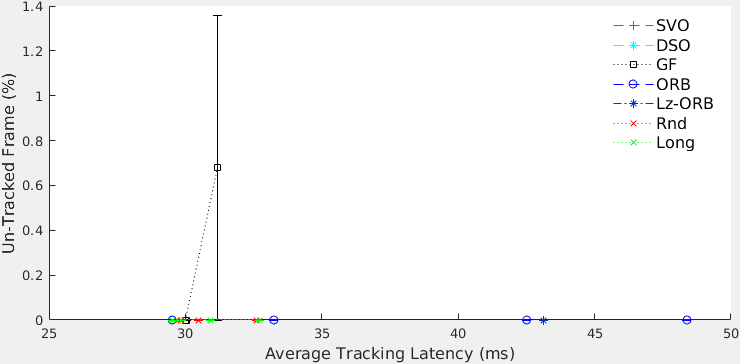 1.4
1.2
1
0.8
0.6
0.4
0.2
0
Un-Tracked Frame (%)
SVO
DSO
GF
ORB
Lz-ORB
Rnd
Long
25
30
35
40
45
50
Average Tracking Latency (ms)